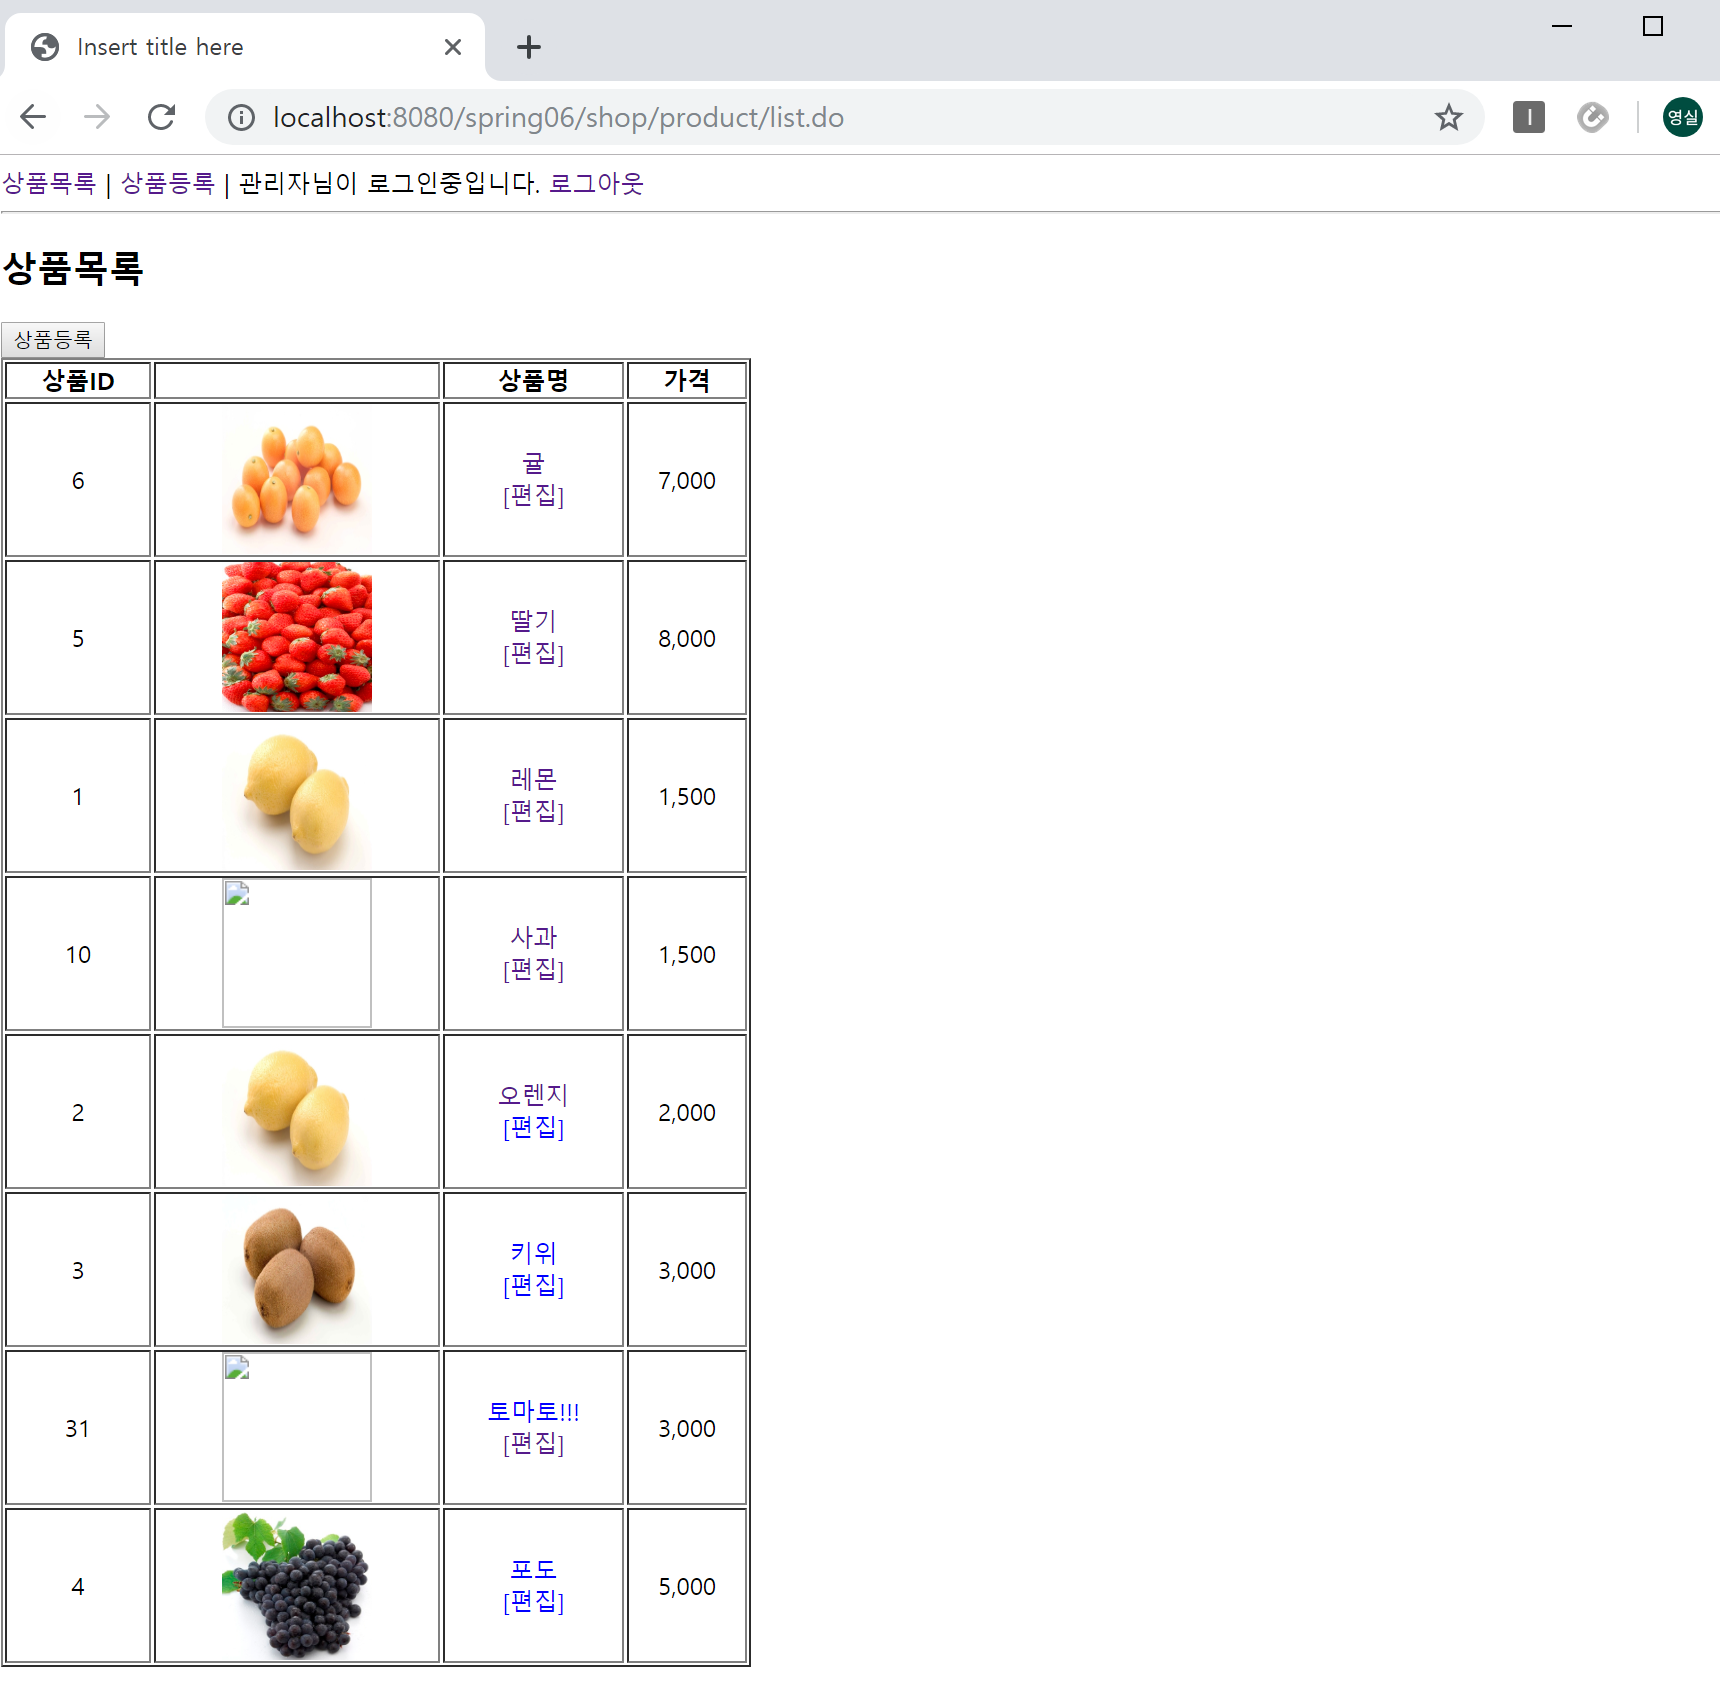 Insert title here
localhost:8080/spring06/shop/product/list.do
I
영실
상품목록 | 상품등록 | 관리자님이 로그인중입니다. 로그아웃
상품목록
상품등록
상품ID 상품명 가격
6 귤 [편집] 7,000
5 딸기 [편집] 8,000
1 레몬 [편집] 1,500
10 사과 [편집] 1,500
2 오렌지 [편집] 2,000
3 키위 [편집] 3,000
31 토마토!!! [편집] 3,000
4 포도 [편집] 5,000